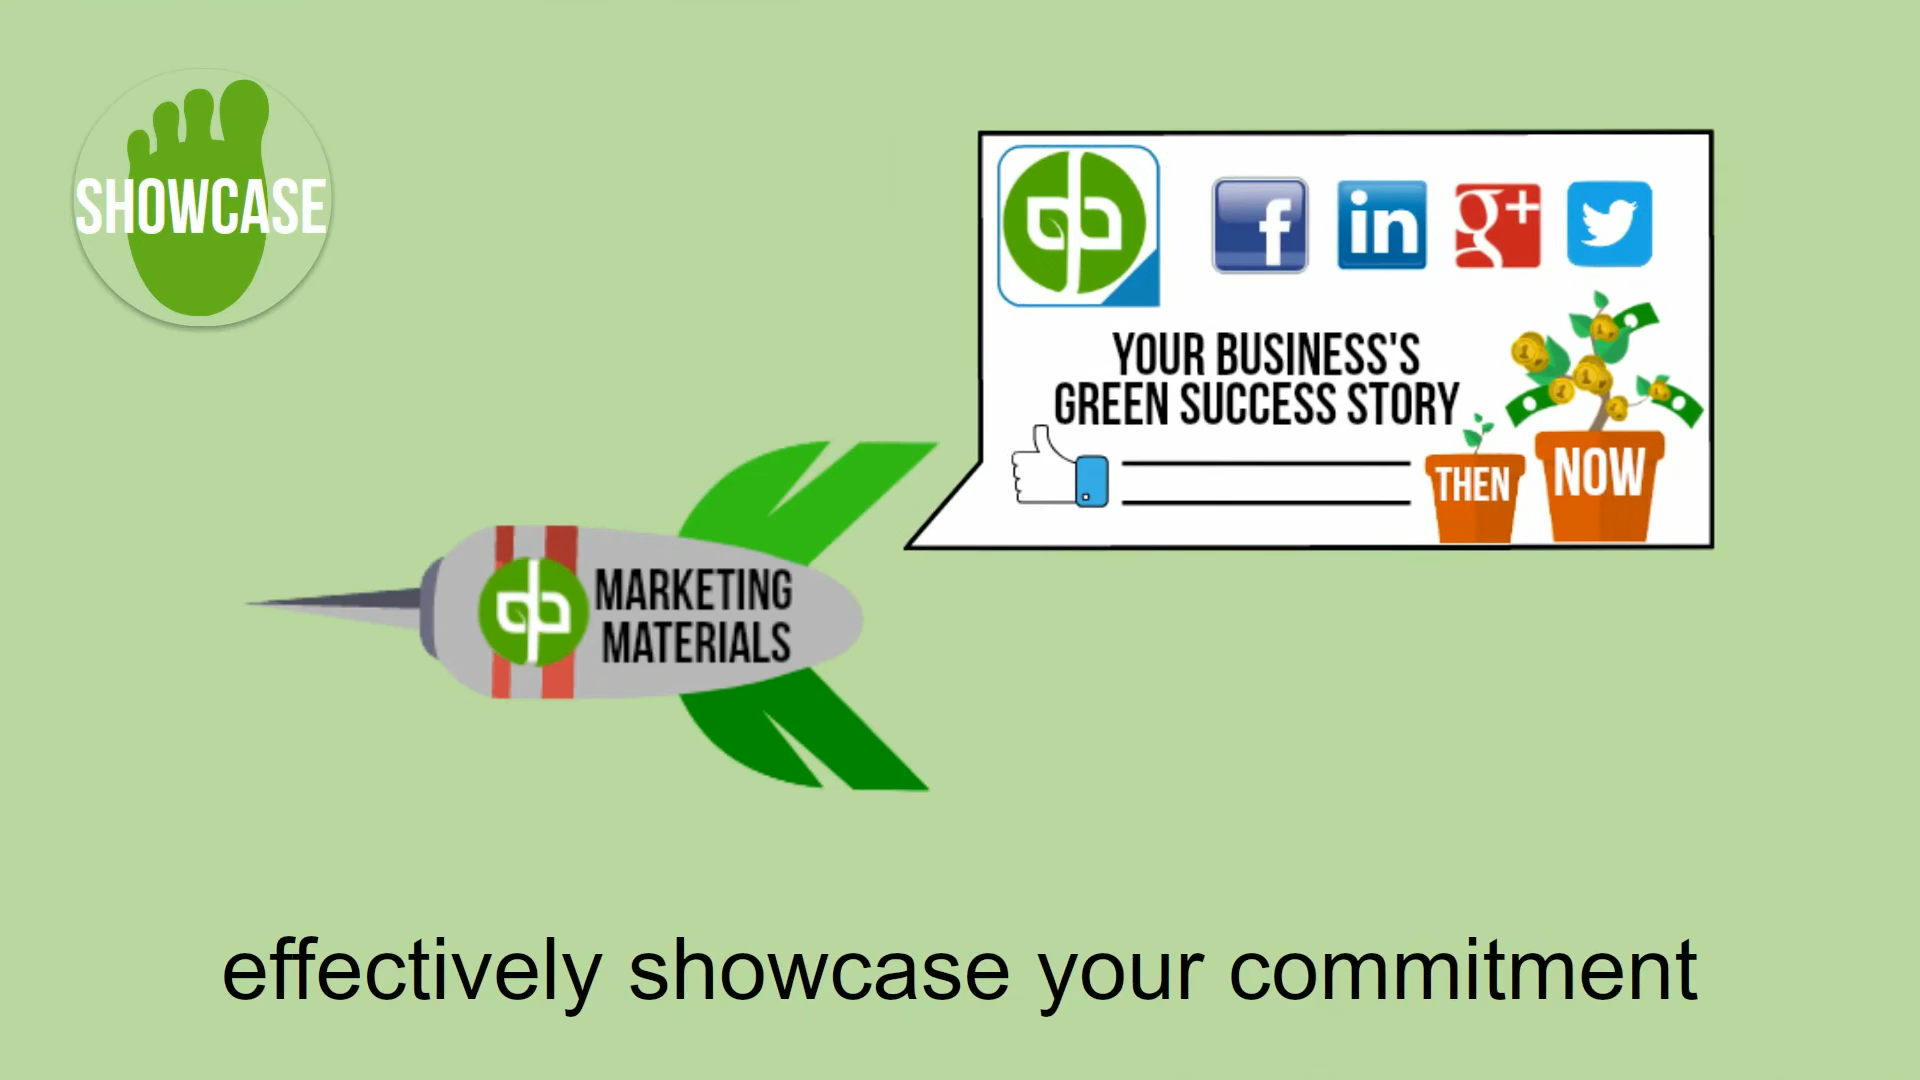 SHOWCASE
f
in
g+
YOUR BUSINESS'S
GREEN SUCCESS STORY
THEN
NOW
MARKETING
MATERIALS
effectively showcase your commitment